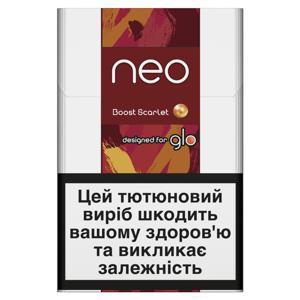 neo
Boost Scarlet
designed for glo
Цей тютюновий
виріб шкодить
вашому здоров'ю
та викликає
залежність